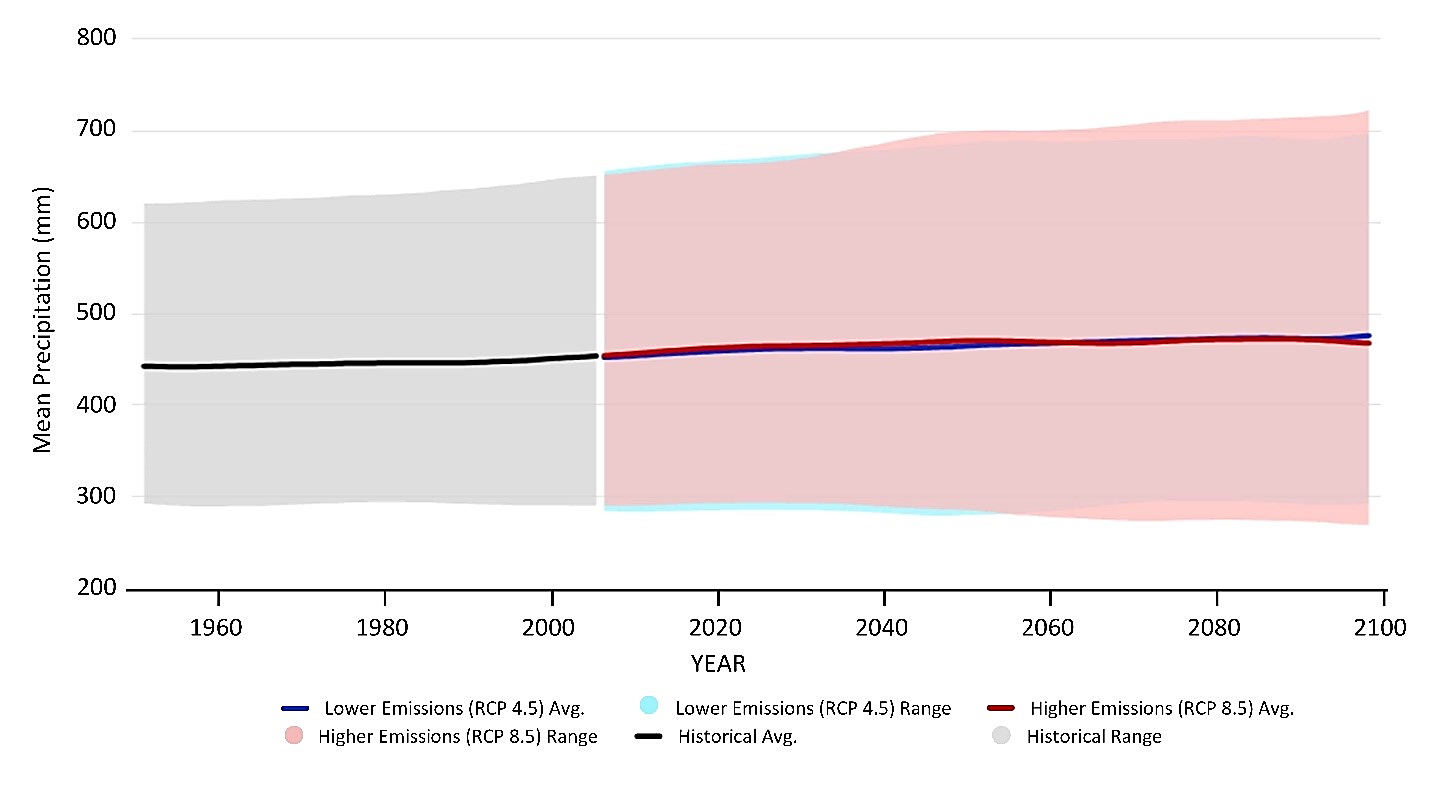 800
700
600
500
400
300
200
Mean Precipitation (mm)
1960 1980 2000 2020 2040 2060 2080 2100
YEAR
Lower Emissions (RCP 4.5) Avg. Lower Emissions (RCP 4.5) Range Higher Emissions (RCP 8.5) Avg.
Higher Emissions (RCP 8.5) Range Historical Avg. Historical Range